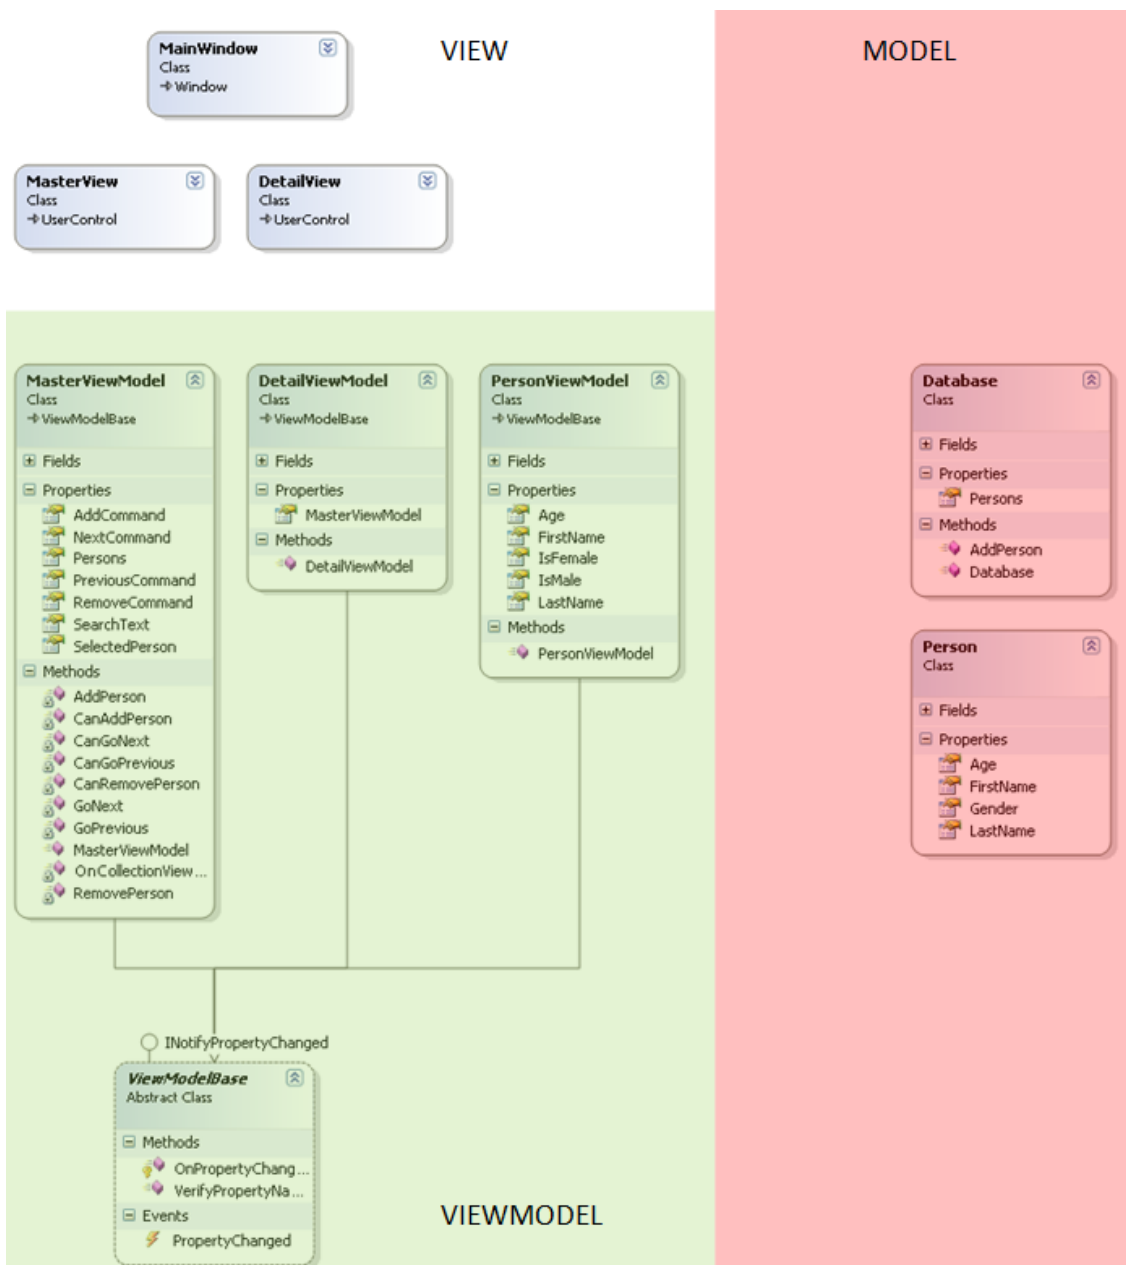 VIEW
MODEL
MainWindow
Class
Window
MasterView
Class
UserControl
DetailView
Class
UserControl
MasterViewModel
Class
ViewModelBase
Fields
Properties
AddCommand
NextCommand
Persons
PreviousCommand
RemoveCommand
SearchText
SelectedPerson
Methods
AddPerson
CanAddPerson
CanGoNext
CanGoPrevious
CanRemovePerson
GoNext
GoPrevious
MasterViewModel
OnCollectionView...
RemovePerson
DetailViewModel
Class
ViewModelBase
Fields
Properties
MasterViewModel
Methods
DetailViewModel
PersonViewModel
Class
ViewModelBase
Fields
Properties
Age
FirstName
IsFemale
IsMale
LastName
Methods
PersonViewModel
Database
Class
Fields
Properties
Persons
Methods
AddPerson
Database
Person
Class
Fields
Properties
Age
FirstName
Gender
LastName
INotifyPropertyChanged
ViewModelBase
Abstract Class
Methods
OnPropertyChang...
VerifyPropertyNa...
Events
PropertyChanged
VIEWMODEL